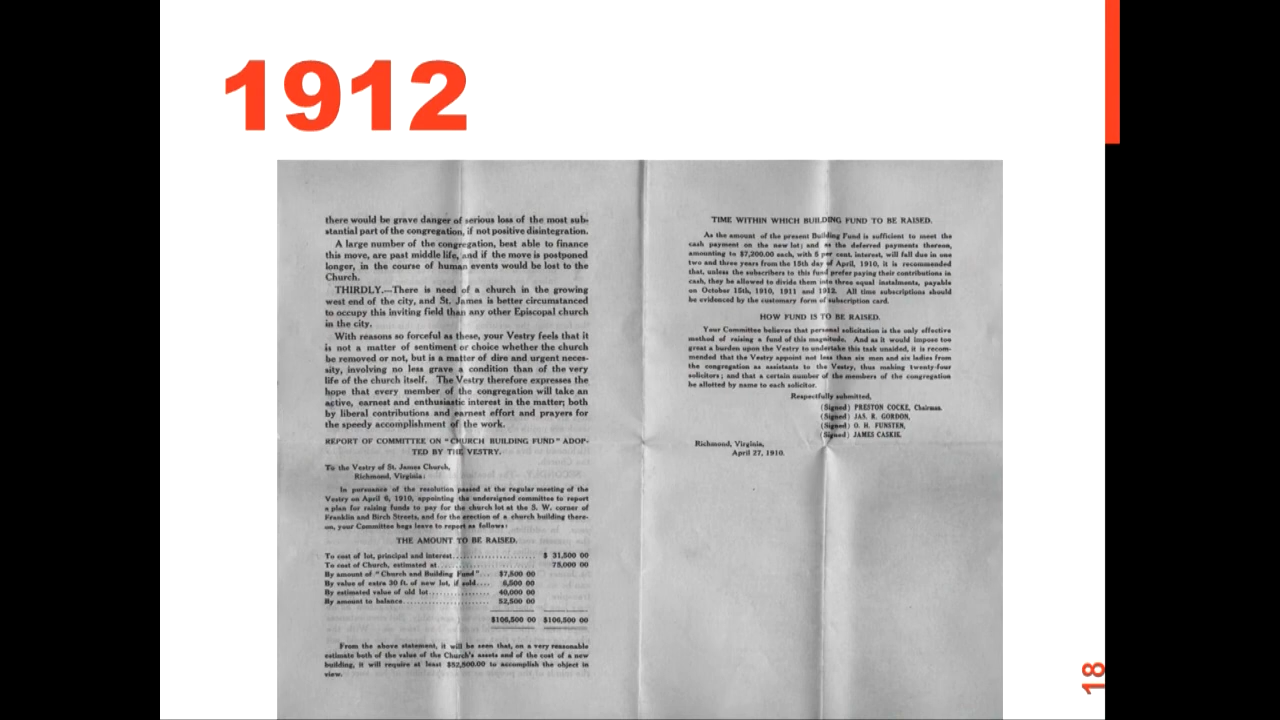 1912
there would be grave danger of serious loss of the most sub-
stantial part of the congregation, if not positive disintegration.
A large number of the congregation, best able to finance
this move, are past middle life, and if the move is postponed
longer, in the course of human events would be lost to the
Church.
THIRDLY.—There is need of a church in the growing
west end of the city, and St. James is better circumstanced
to occupy this inviting field than any other Episcopal church
in the city.
With reasons so forceful as these, your Vestry feels that it
is not a matter of sentiment or choice whether the church
be removed or not, but is a matter of dire and urgent neces-
sity, involving no less grave a condition than of the very
life of the church itself. The Vestry therefore expresses the
hope that every member of the congregation will take an
active, earnest and enthusiastic interest in the matter; both
by liberal contributions and earnest effort and prayers for
the speedy accomplishment of the work.
REPORT OF COMMITTEE ON "CHURCH BUILDING FUND" ADOP-
TED BY THE VESTRY.
To the Vestry of St. James Church,
Richmond, Virginia:
In pursuance of the resolution passed at the regular meeting of the
Vestry on April 6, 1910, appointing the undersigned committee to report
a plan for raising funds to pay for the church lot at the S. W. corner of
Franklin and Birch Streets, and for the erection of a church building there-
on, your Committee begs leave to report as follows:
THE AMOUNT TO BE RAISED.
To cost of lot, principal and interest.................... $ 31,500 00
To cost of Church, estimated at........................ 75,000 00
By amount of "Church and Building Fund"... $7,500 00
By value of extra 30 ft. of new lot, if sold.... 6,500 00
By estimated value of old lot............... 40,000 00
By amount to balance..................... 52,500 00
$106,500 00 $106,500 00
From the above statement, it will be seen that, on a very reasonable
estimate both of the value of the Church's assets and of the cost of a new
building, it will require at least $52,500.00 to accomplish the object in
view.
TIME WITHIN WHICH BUILDING FUND TO BE RAISED.
As the amount of the present Building Fund is sufficient to meet the
cash payment on the new lot; and as the deferred payments thereon,
amounting to $7,200.00 each, with 5 per cent. interest, will fall due in one
two and three years from the 15th day of April, 1910, it is recommended
that, unless the subscribers to this fund prefer paying their contributions in
cash, they be allowed to divide them into three equal instalments, payable
on October 15th, 1910, 1911 and 1912. All time subscriptions should
be evidenced by the customary form of subscription card.
HOW FUND IS TO BE RAISED.
Your Committee believes that personal solicitation is the only effective
method of raising a fund of this magnitude. And as it would impose too
great a burden upon the Vestry to undertake this task unaided, it is recom-
mended that the Vestry appoint not less than six men and six ladies from
the congregation as assistants to the Vestry, thus making twenty-four
solicitors; and that a certain number of the members of the congregation
be allotted by name to each solicitor.
Respectfully submitted,
(Signed) PRESTON COCKE, Chairman.
(Signed) JAS. R. GORDON,
(Signed) O. H. FUNSTEN,
(Signed) JAMES CASKIE.
Richmond, Virginia,
April 27, 1910.
18